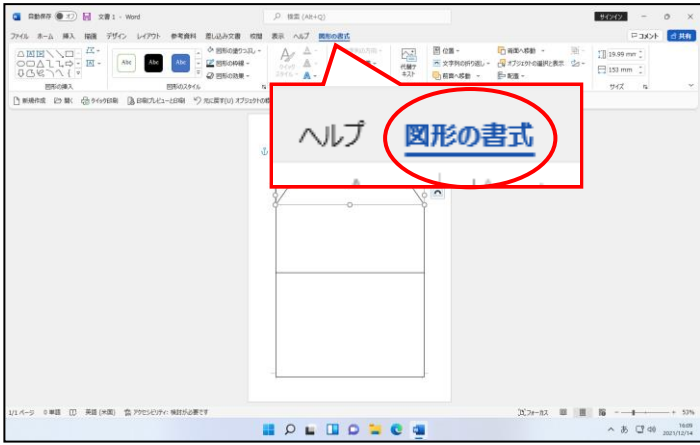 自動保存 オフ 文書 1 - Word 検索 (Alt+Q) サインイン
ファイル ホーム 挿入 描画 デザイン レイアウト 参考資料 差し込み文書 校閲 表示 ヘルプ 図形の書式 コメント 共有
Abc Abc Abc
図形の塗りつぶし
図形の枠線
図形の効果
代替テキスト
位置
文字列の折り返し
前面へ移動
背面へ移動
オブジェクトの選択と表示
配置
19.99 mm
153 mm
図形の挿入 図形のスタイル サイズ
新規作成 開く クイック印刷 印刷プレビューと印刷 元に戻す(U)
ヘルプ 図形の書式
1/1 ページ 0 単語 英語 (米国) アクセシビリティ: 検討が必要です フォーカス 53%
あ 16:05
2021/12/14